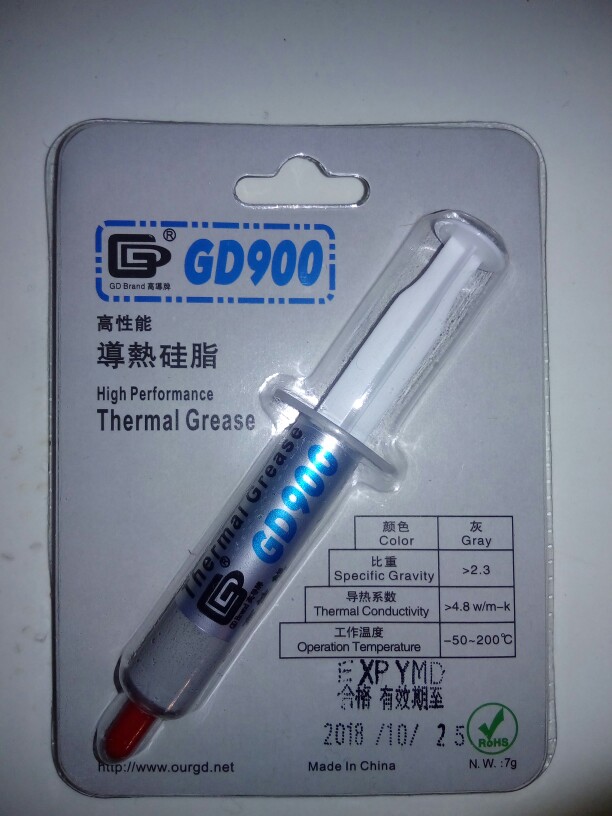 GD®
GD900
GD Brand 高導牌
高性能
導熱硅脂
High Performance
Thermal Grease
Thermal Grease
GD900
GD
颜色 灰
Color Gray
比重
Specific Gravity >2.3
导热系数
Thermal Conductivity >4.8 w/m-k
工作温度
Operation Temperature -50~200℃
EXP YMD
合格 有效期至
2018 /10/ 25
RoHS
http://www.ourgd.net Made In China N. W. :7g